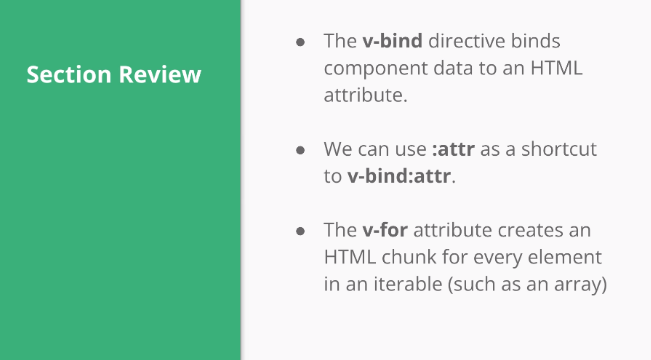 Section Review
● The v-bind directive binds
component data to an HTML
attribute.
● We can use :attr as a shortcut
to v-bind:attr.
● The v-for attribute creates an
HTML chunk for every element
in an iterable (such as an array)